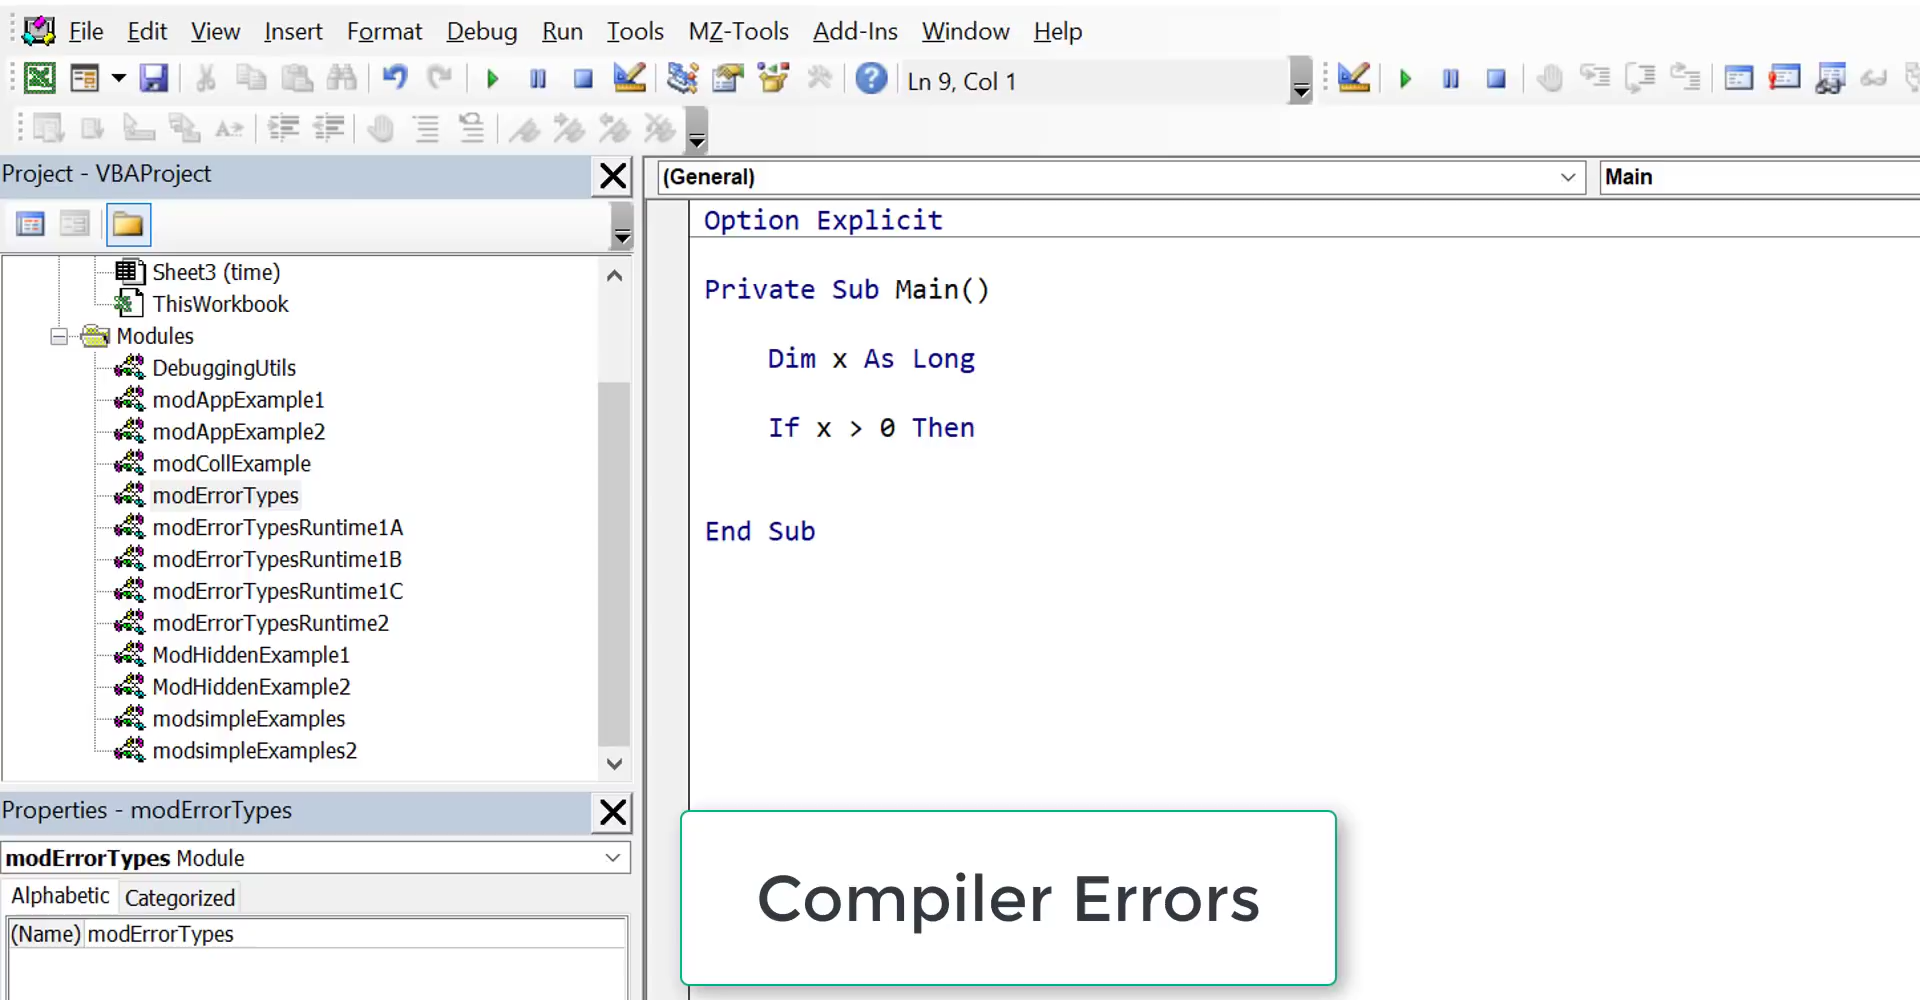 File Edit View Insert Format Debug Run Tools MZ-Tools Add-Ins Window Help
Ln 9, Col 1
Project - VBAProject
(General) Main
Option Explicit
Private Sub Main()
Dim x As Long
If x > 0 Then
End Sub
Sheet3 (time)
ThisWorkbook
Modules
DebuggingUtils
modAppExample1
modAppExample2
modCollExample
modErrorTypes
modErrorTypesRuntime1A
modErrorTypesRuntime1B
modErrorTypesRuntime1C
modErrorTypesRuntime2
ModHiddenExample1
ModHiddenExample2
modsimpleExamples
modsimpleExamples2
Properties - modErrorTypes
modErrorTypes Module
Alphabetic Categorized
(Name) modErrorTypes
Compiler Errors